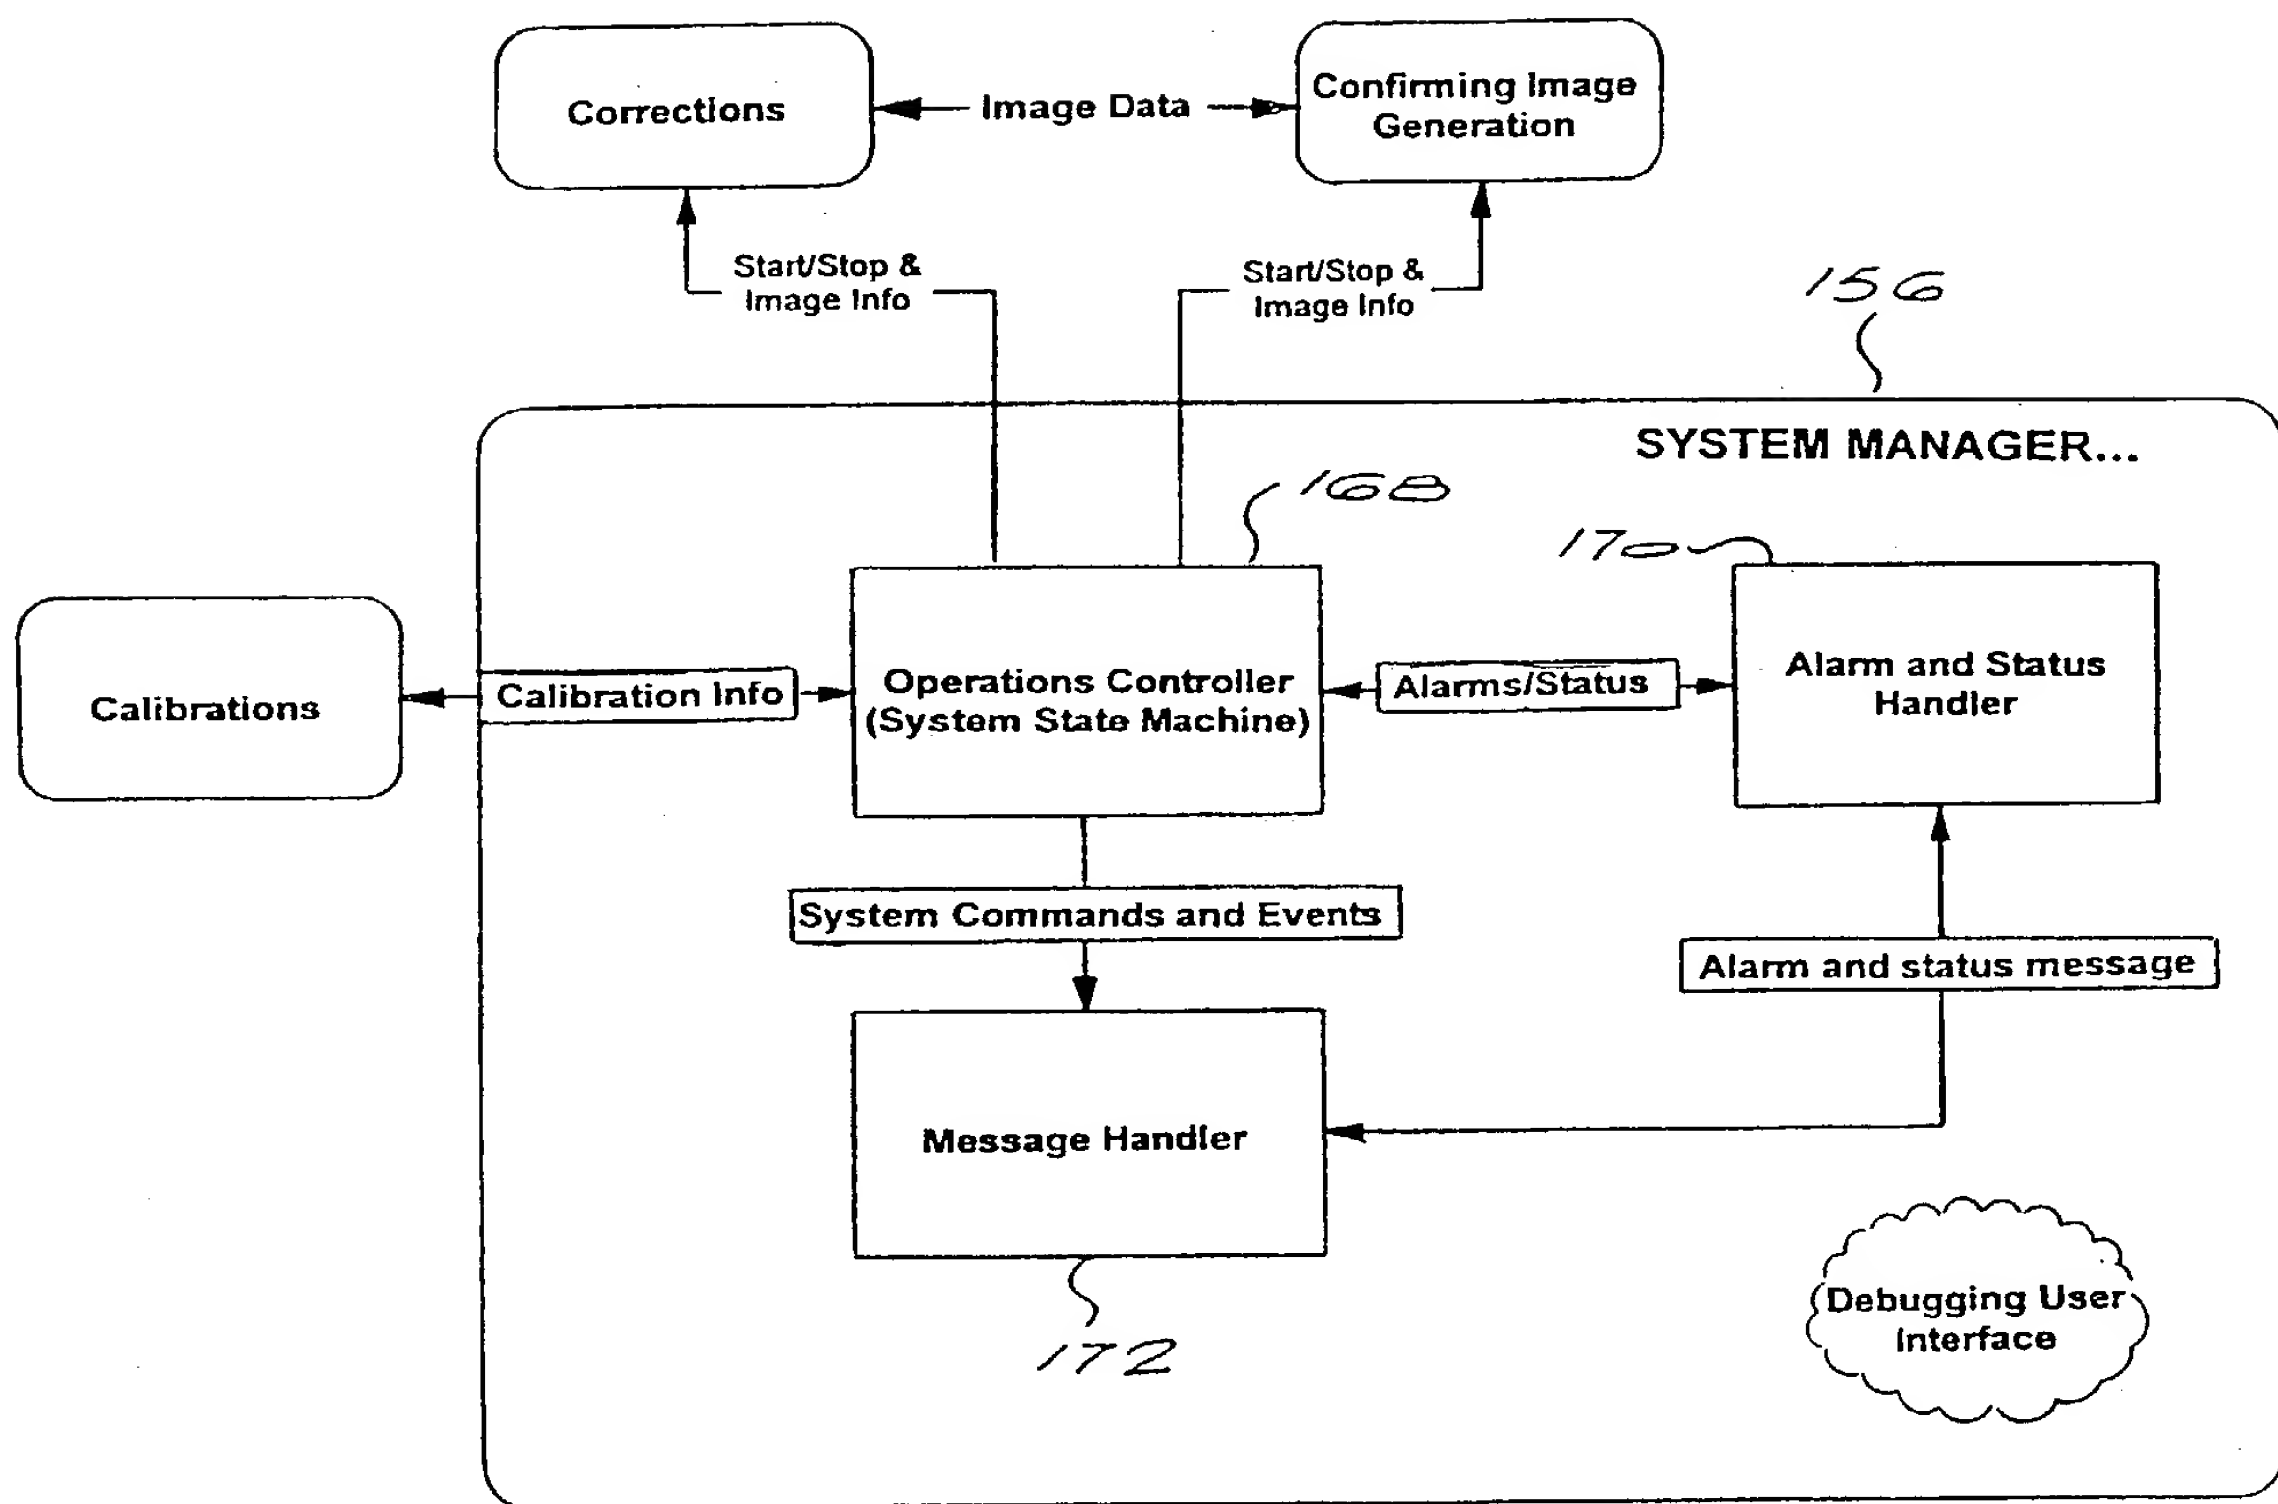 Corrections
Image Data
Confirming Image
Generation
Start/Stop &
Image Info
Start/Stop &
Image Info
156
SYSTEM MANAGER...
168
170
Calibrations
Calibration Info
Operations Controller
(System State Machine)
Alarms/Status
Alarm and Status
Handler
System Commands and Events
Alarm and status message
Message Handler
172
Debugging User
Interface